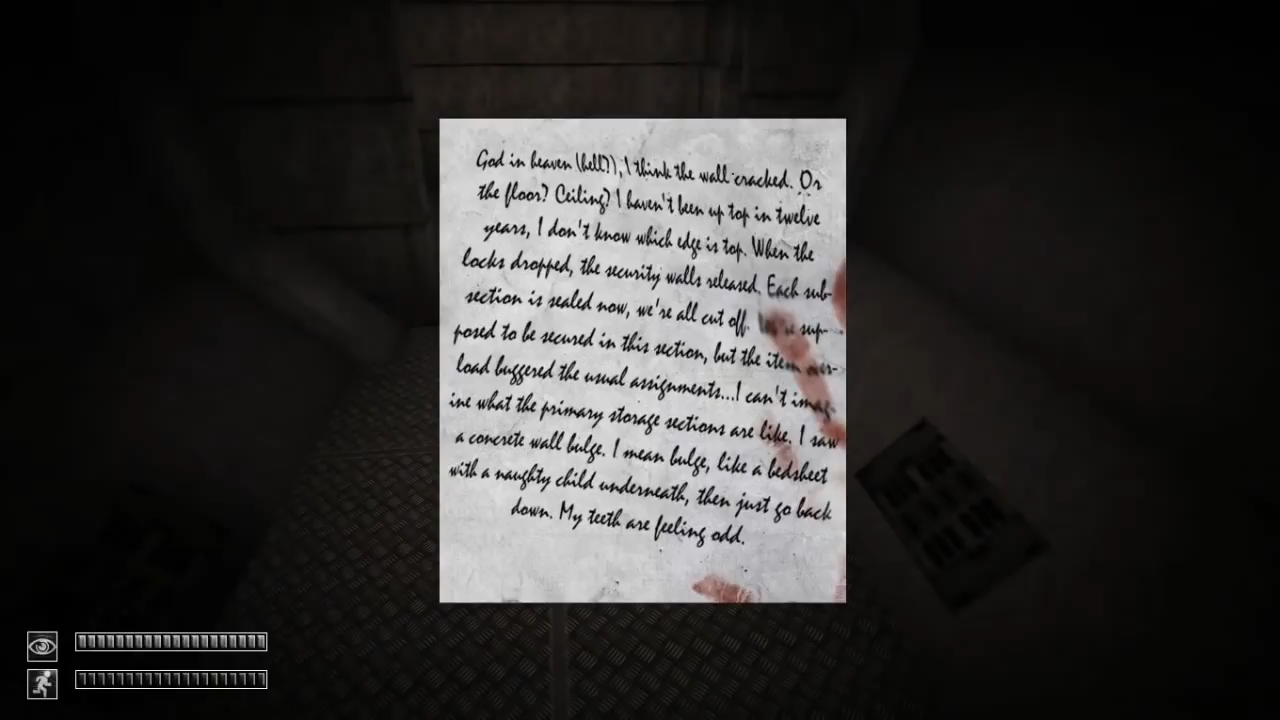 God in heaven (hell?), I think the wall cracked. Or
the floor? Ceiling? I haven't been up top in twelve
years, I don't know which edge is top. When the
locks dropped, the security walls released. Each sub-
section is sealed now, we're all cut off. sup-
posed to be secured in this section, but the item over-
load buggered the usual assignments...I can't imag-
ine what the primary storage sections are like. I saw
a concrete wall bulge. I mean bulge, like a bedsheet
with a naughty child underneath, then just go back
down. My teeth are feeling odd.